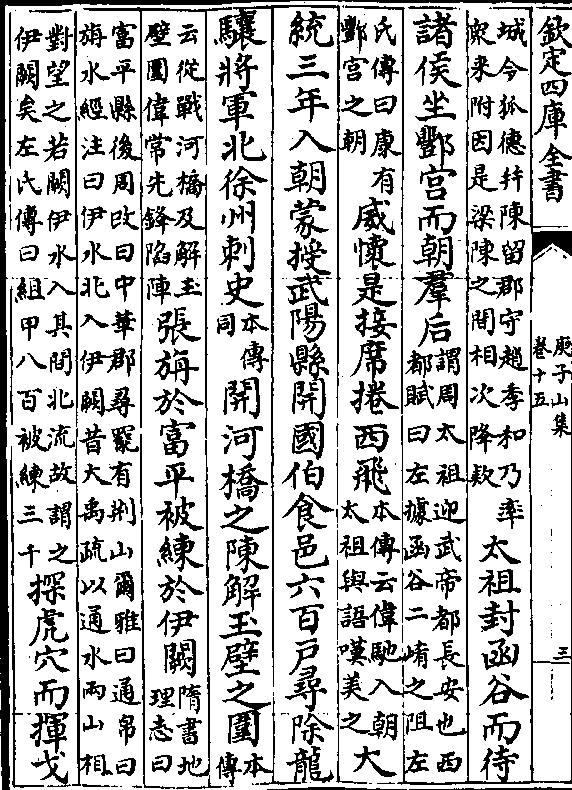 欽定四庫全書
庾子山集
卷十五
三
城今狐德幷陳留郡守趙季和乃率
衆来附因是梁陳之間相次降欵
太祖封函谷而待
諸侯坐酆宫而朝羣后
謂周太祖迎武帝都長安也西
都賦曰左據函谷二崤之阻左
氏傳曰康有
酆宫之朝
威懷是接席捲西飛
本傳云偉馳入朝
太祖與語嘆美之
大
統三年入朝蒙授武陽縣開國伯食邑六百戸尋除龍
驤將軍北徐州刺史
本傳
同
開河橋之陳解玉壁之圍
本
傳
云從戰河橋及解玉
壁圍偉常先鋒陷陣
張旃於富平被練於伊闕
隋書地
理志曰
富平縣後周改曰中華郡尋罷有荆山爾雅曰通帛曰
旃水經注曰伊水北入伊闕昔大禹疏以通水兩山相
對望之若闕伊水入其間北流故謂之
伊闕矣左氏傳曰組甲八百被練三千
探虎穴而揮戈